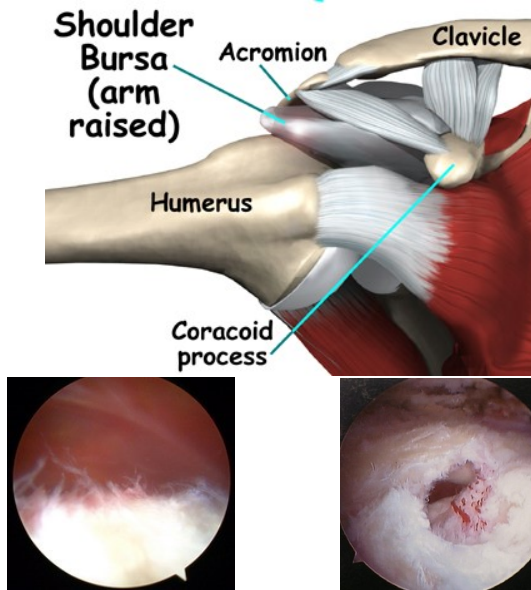 Shoulder
Bursa
(arm
raised)
Acromion
Clavicle
Humerus
Coracoid
process